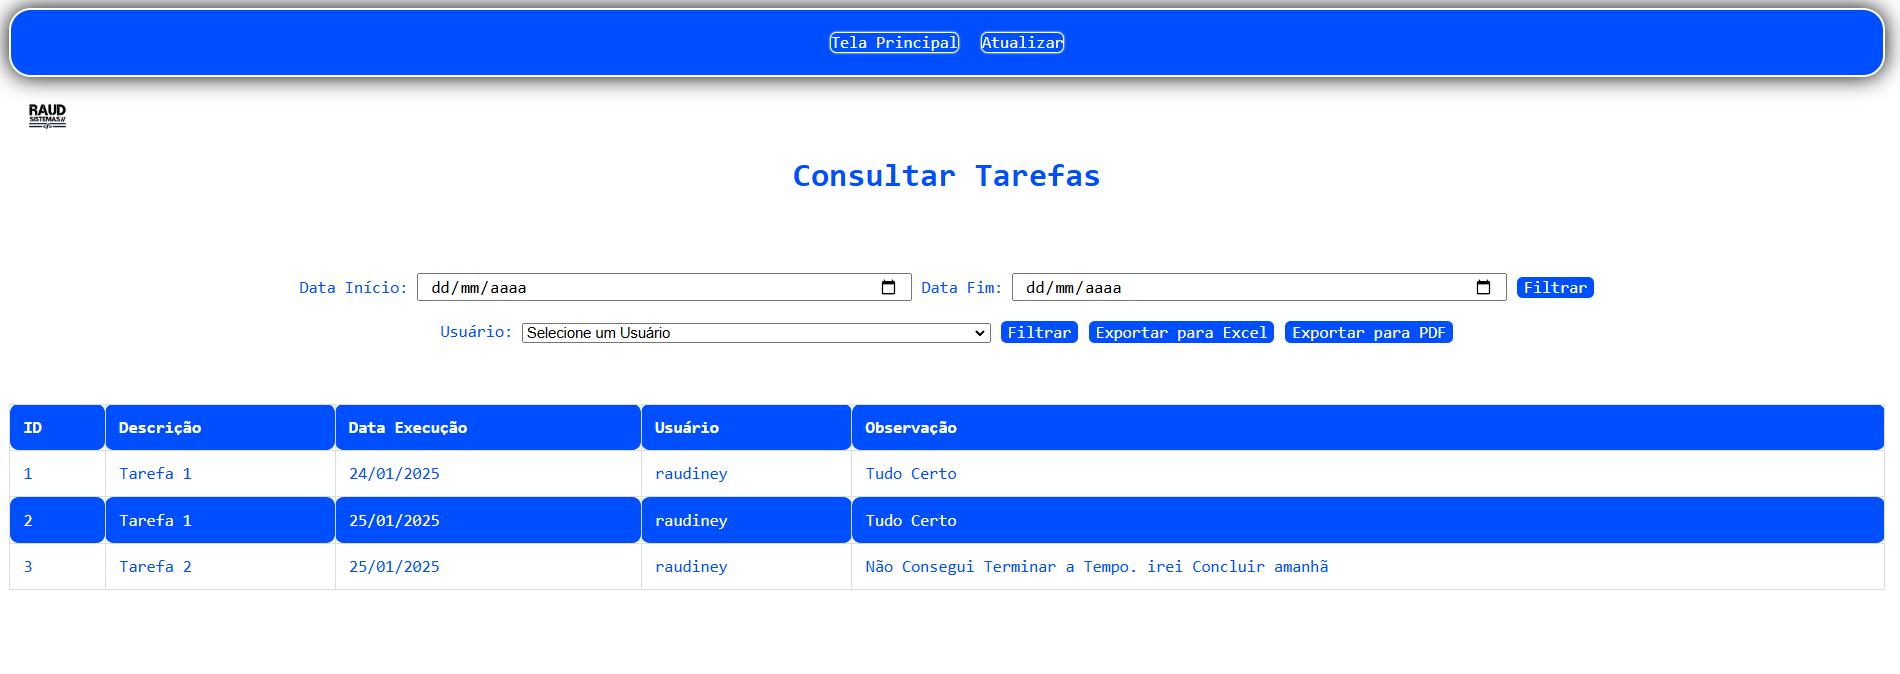 Tela Principal Atualizar
RAUD
SISTEMAS//
</>
Consultar Tarefas
Data Início: dd/mm/aaaa Data Fim: dd/mm/aaaa Filtrar
Usuário: Selecione um Usuário Filtrar Exportar para Excel Exportar para PDF
ID Descrição Data Execução Usuário Observação
1 Tarefa 1 24/01/2025 raudiney Tudo Certo
2 Tarefa 1 25/01/2025 raudiney Tudo Certo
3 Tarefa 2 25/01/2025 raudiney Não Consegui Terminar a Tempo. irei Concluir amanhã